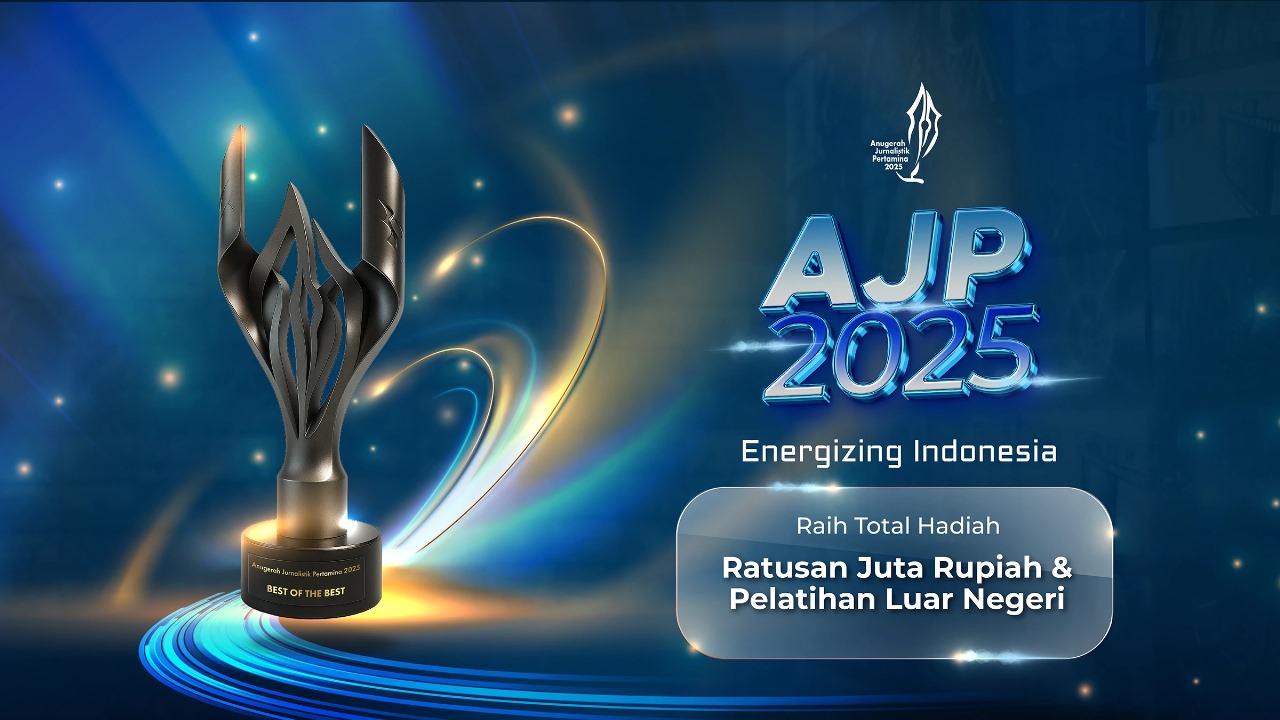 Anugerah Jurnalistik Pertamina 2025
BEST OF THE BEST
Anugerah
Jurnalistik
Pertamina
2025
AJP
2025
Energizing Indonesia
Raih Total Hadiah
Ratusan Juta Rupiah &
Pelatihan Luar Negeri